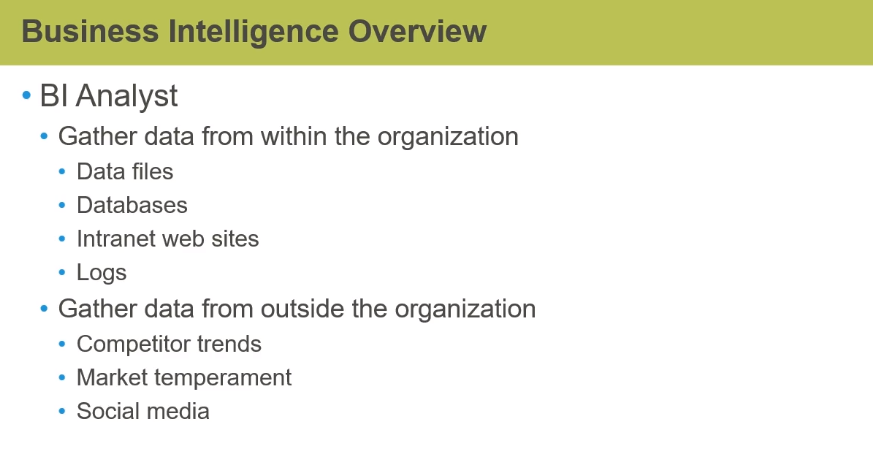 Business Intelligence Overview
• BI Analyst
• Gather data from within the organization
• Data files
• Databases
• Intranet web sites
• Logs
• Gather data from outside the organization
• Competitor trends
• Market temperament
• Social media